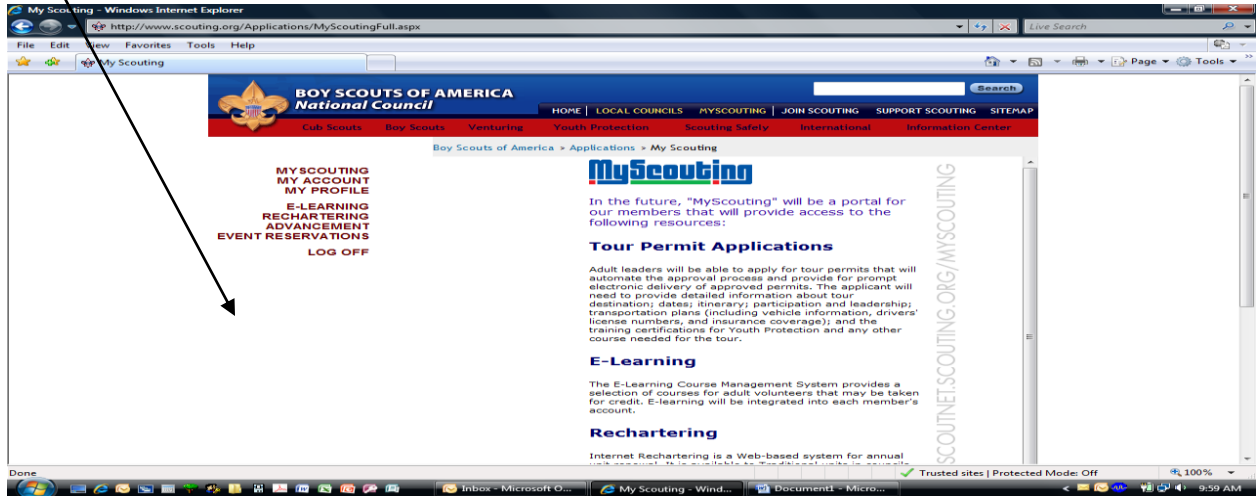 My Scouting - Windows Internet Explorer
http://www.scouting.org/Applications/MyScoutingFull.aspx
Live Search
File Edit View Favorites Tools Help
My Scouting
Page Tools
BOY SCOUTS OF AMERICA
National Council
Search
HOME | LOCAL COUNCILS MYSCOUTING | JOIN SCOUTING SUPPORT SCOUTING SITEMAP
Cub Scouts Boy Scouts Venturing Youth Protection Scouting Safely International Information Center
Boy Scouts of America > Applications > My Scouting
MYSCOUTING
MY ACCOUNT
MY PROFILE
E-LEARNING
RECHARTERING
ADVANCEMENT
EVENT RESERVATIONS
LOG OFF
MyScouting
In the future, "MyScouting" will be a portal for
our members that will provide access to the
following resources:
Tour Permit Applications
Adult leaders will be able to apply for tour permits that will
automate the approval process and provide for prompt
electronic delivery of approved permits. The applicant will
need to provide detailed information about tour
destination; dates; itinerary; participation and leadership;
transportation plans (including vehicle information, drivers'
license numbers, and insurance coverage); and the
training certifications for Youth Protection and any other
course needed for the tour.
E-Learning
The E-Learning Course Management System provides a
selection of courses for adult volunteers that may be taken
for credit. E-learning will be integrated into each member's
account.
Rechartering
Internet Rechartering is a Web-based system for annual
unit renewal. It is available to Traditional units in councils
SCOUTNET.SCOUTING.ORG/MYSCOUTING
Done
Trusted sites | Protected Mode: Off
100%
Inbox - Microsoft O...
My Scouting - Wind...
Document1 - Micro...
9:59 AM